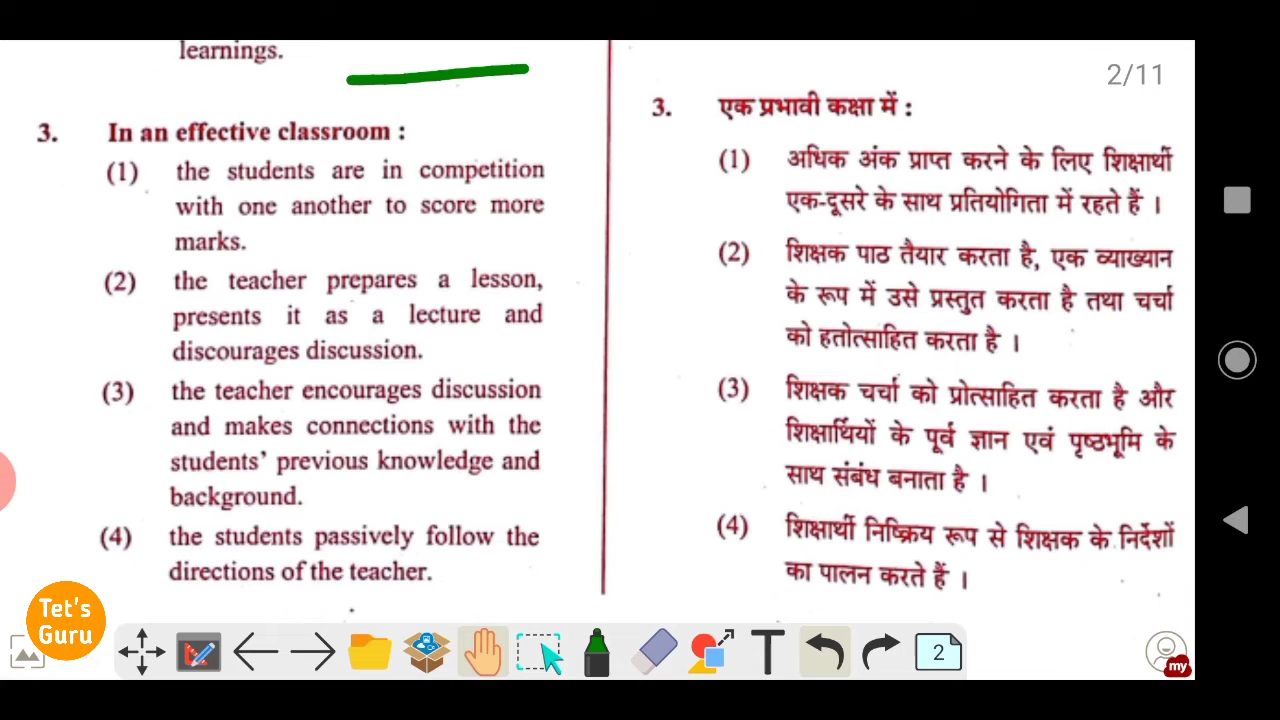 learnings.
3. In an effective classroom :
(1) the students are in competition
with one another to score more
marks.
(2) the teacher prepares a lesson,
presents it as a lecture and
discourages discussion.
(3) the teacher encourages discussion
and makes connections with the
students' previous knowledge and
background.
(4) the students passively follow the
directions of the teacher.
2/11
3. एक प्रभावी कक्षा में :
(1) अधिक अंक प्राप्त करने के लिए शिक्षार्थी
एक-दूसरे के साथ प्रतियोगिता में रहते हैं ।
(2) शिक्षक पाठ तैयार करता है, एक व्याख्यान
के रूप में उसे प्रस्तुत करता है तथा चर्चा
को हतोत्साहित करता है ।
(3) शिक्षक चर्चा को प्रोत्साहित करता है और
शिक्षार्थियों के पूर्व ज्ञान एवं पृष्ठभूमि के
साथ संबंध बनाता है ।
(4) शिक्षार्थी निष्क्रिय रूप से शिक्षक के निर्देशों
का पालन करते हैं ।
Tet's
Guru
T
2
my